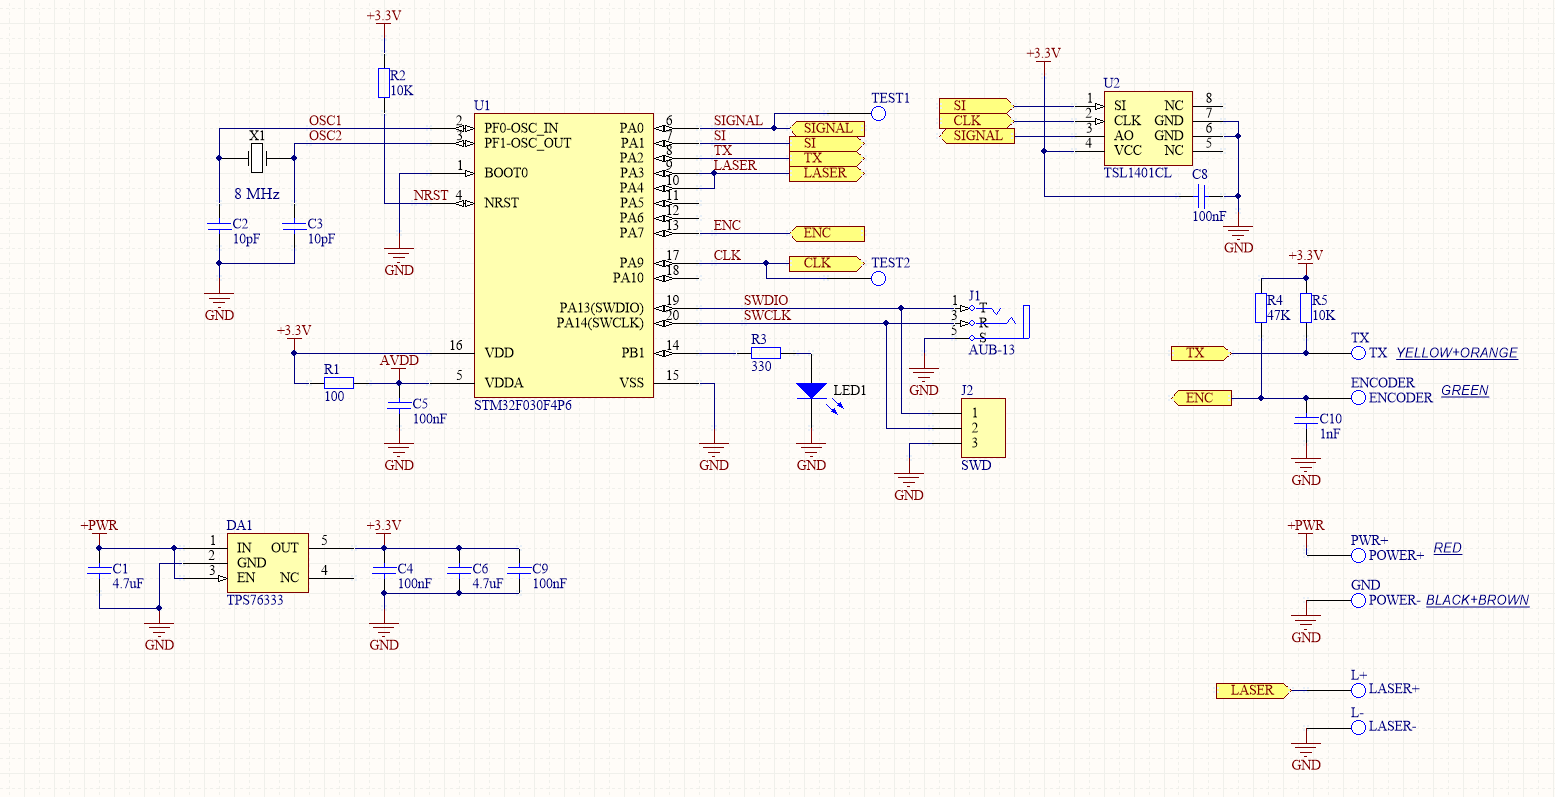 +3.3V
R2
10K
OSC1
OSC2
X1
8 MHz
C2
10pF
C3
10pF
GND
NRST
GND
U1
2 PF0-OSC_IN
3 PF1-OSC_OUT
1 BOOT0
4 NRST
16 VDD
5 VDDA
PA0 6
PA1 7
PA2 8
PA3 9
PA4 10
PA5 11
PA6 12
PA7 13
PA9 17
PA10 18
PA13(SWDIO) 19
PA14(SWCLK) 20
PB1 14
VSS 15
STM32F030F4P6
SIGNAL SIGNAL
SI SI
TX TX
LASER LASER
ENC ENC
CLK CLK
TEST1
TEST2
SWDIO
SWCLK
J1
1 T
3 R
5 S
AUB-13
GND
J2
1
2
3
SWD
GND
R3
330
LED1
GND
GND
+3.3V
R1
100
AVDD
C5
100nF
GND
+3.3V
U2
SI 1 SI NC 8
CLK 2 CLK GND 7
SIGNAL 3 AO GND 6
4 VCC NC 5
TSL1401CL
C8
100nF
GND
+3.3V
R4
47K
R5
10K
TX
TX TX YELLOW+ORANGE
ENCODER
ENC ENCODER GREEN
C10
1nF
GND
+PWR
DA1
1 IN OUT 5
2 GND
3 EN NC 4
TPS76333
C1
4.7uF
GND
+3.3V
C4
100nF
C6
4.7uF
C9
100nF
GND
+PWR
PWR+
POWER+ RED
GND
POWER- BLACK+BROWN
GND
L+
LASER LASER+
L-
LASER-
GND